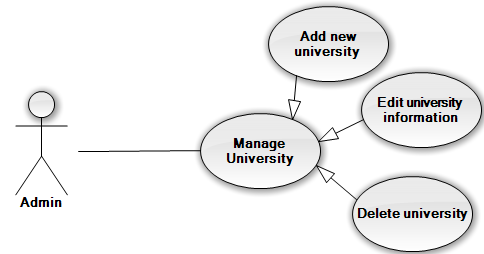 Add new
university
Edit university
information
Manage
University
Admin
Delete university